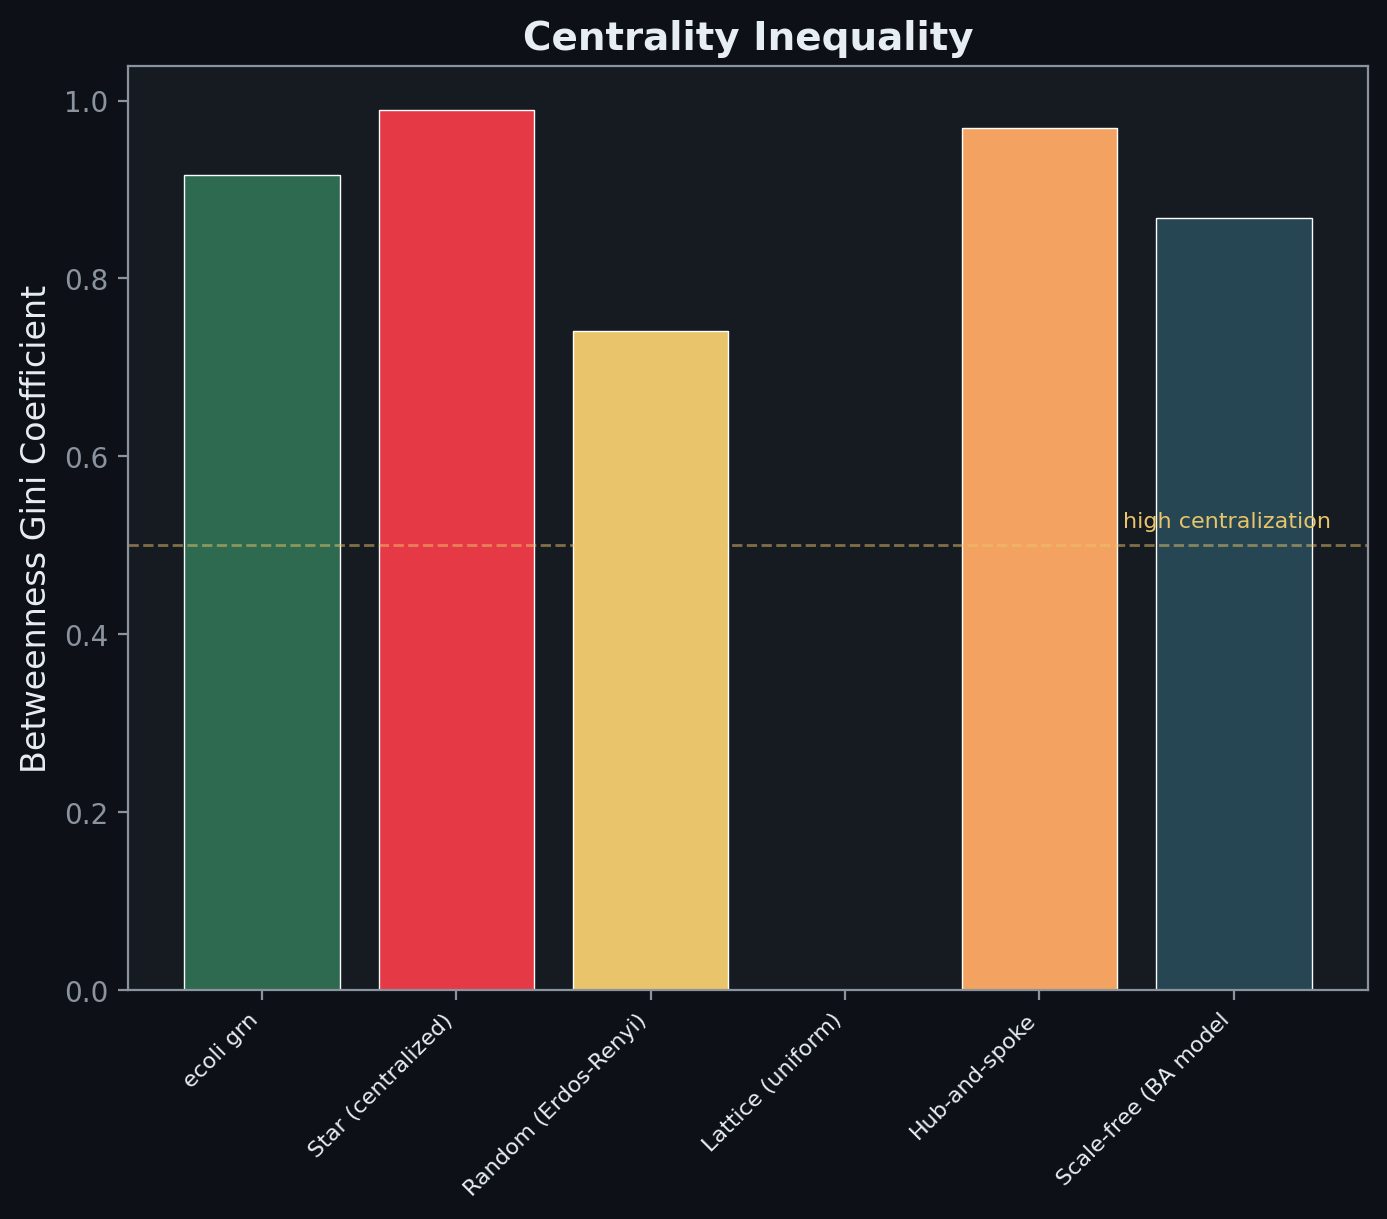 Centrality Inequality
Betweenness Gini Coefficient
1.0
0.8
0.6
0.4
0.2
0.0
high centralization
ecoli grn
Star (centralized)
Random (Erdos-Renyi)
Lattice (uniform)
Hub-and-spoke
Scale-free (BA model